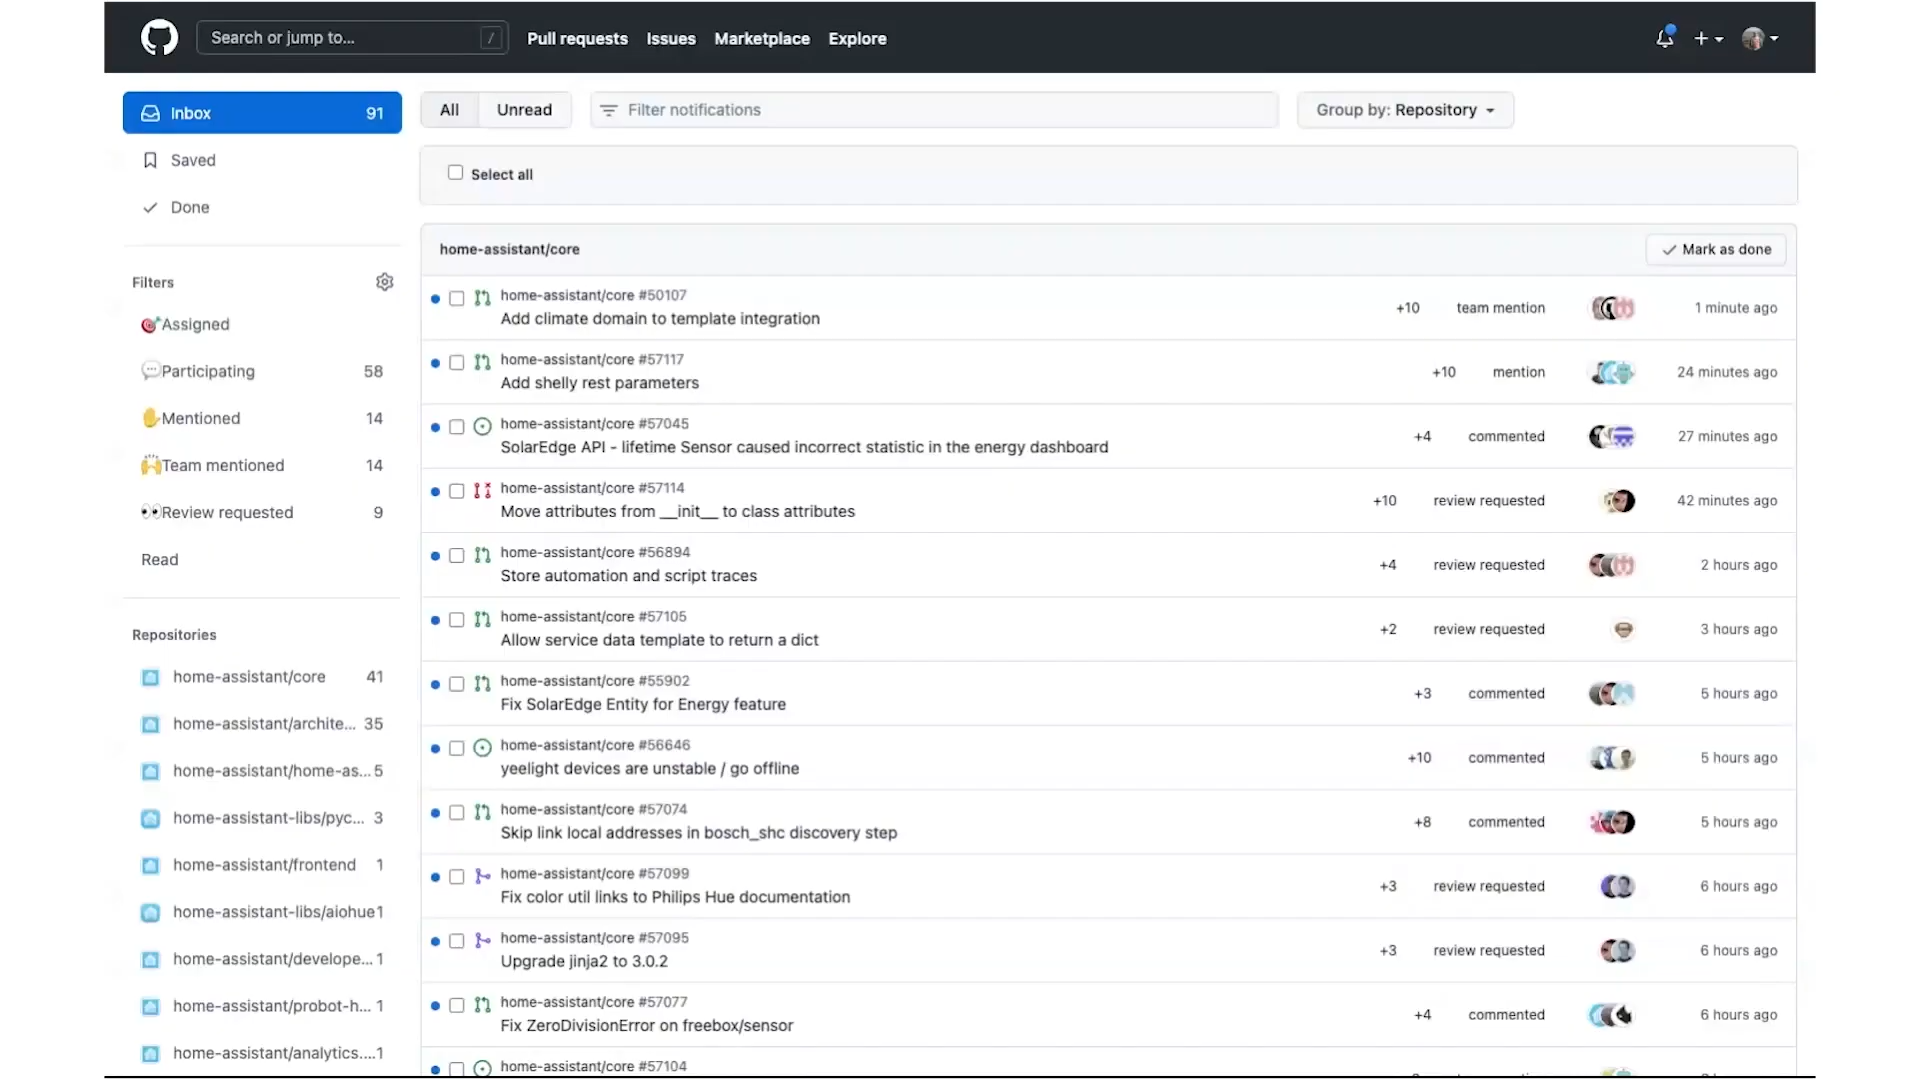 Search or jump to...
/
Pull requests
Issues
Marketplace
Explore
Inbox
91
Saved
Done
Filters
Assigned
Participating
58
Mentioned
14
Team mentioned
14
Review requested
9
Read
Repositories
home-assistant/core
41
home-assistant/archite...
35
home-assistant/home-as...
5
home-assistant-libs/pyc...
3
home-assistant/frontend
1
home-assistant-libs/aiohue
1
home-assistant/develope...
1
home-assistant/probot-h...
1
home-assistant/analytics....
1
All
Unread
Filter notifications
Group by: Repository
Select all
home-assistant/core
Mark as done
home-assistant/core #50107
Add climate domain to template integration
+10
team mention
1 minute ago
home-assistant/core #57117
Add shelly rest parameters
+10
mention
24 minutes ago
home-assistant/core #57045
SolarEdge API - lifetime Sensor caused incorrect statistic in the energy dashboard
+4
commented
27 minutes ago
home-assistant/core #57114
Move attributes from __init__ to class attributes
+10
review requested
42 minutes ago
home-assistant/core #56894
Store automation and script traces
+4
review requested
2 hours ago
home-assistant/core #57105
Allow service data template to return a dict
+2
review requested
3 hours ago
home-assistant/core #55902
Fix SolarEdge Entity for Energy feature
+3
commented
5 hours ago
home-assistant/core #56646
yeelight devices are unstable / go offline
+10
commented
5 hours ago
home-assistant/core #57074
Skip link local addresses in bosch_shc discovery step
+8
commented
5 hours ago
home-assistant/core #57099
Fix color util links to Philips Hue documentation
+3
review requested
6 hours ago
home-assistant/core #57095
Upgrade jinja2 to 3.0.2
+3
review requested
6 hours ago
home-assistant/core #57077
Fix ZeroDivisionError on freebox/sensor
+4
commented
6 hours ago
home-assistant/core #57104